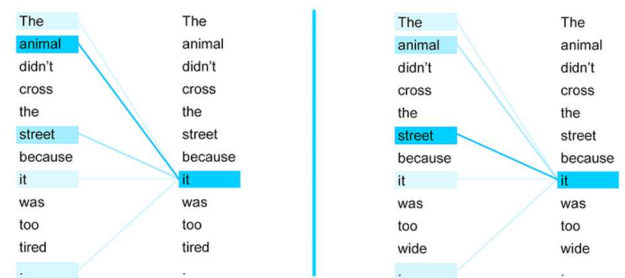 The
animal
didn't
cross
the
street
because
it
was
too
tired
.
The
animal
didn't
cross
the
street
because
it
was
too
tired
.
The
animal
didn't
cross
the
street
because
it
was
too
wide
.
The
animal
didn't
cross
the
street
because
it
was
too
wide
.